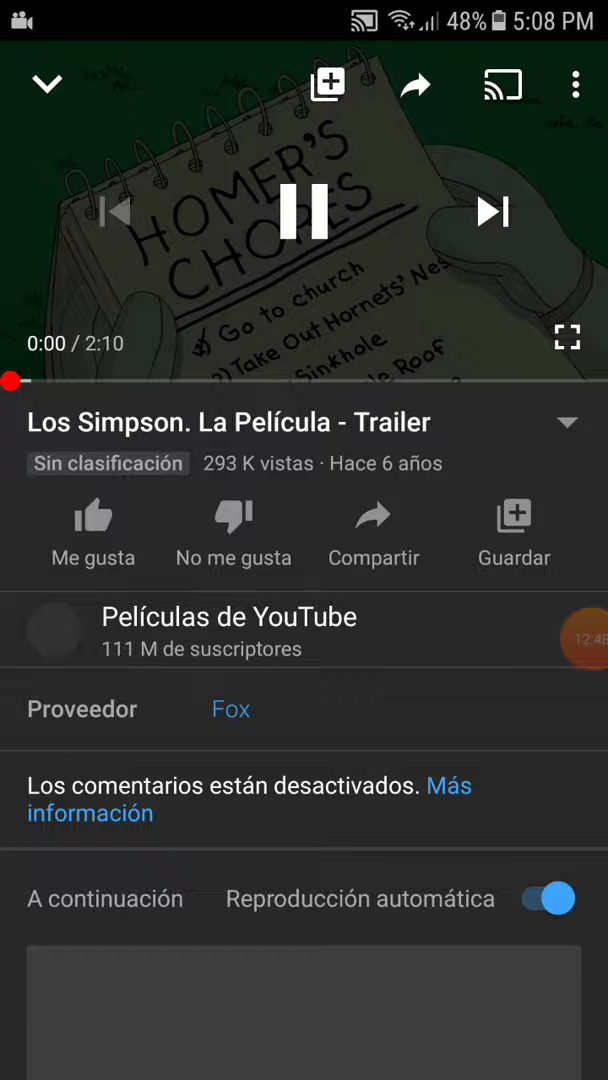 48% 5:08 PM
HOMER'S
CHORES
1) Go to church
2) Take Out Hornets' Nes
Sinkhole
Roof
0:00 / 2:10
Los Simpson. La Película - Trailer
Sin clasificación 293 K vistas · Hace 6 años
Me gusta No me gusta Compartir Guardar
Películas de YouTube
111 M de suscriptores
12:48
Proveedor Fox
Los comentarios están desactivados. Más
información
A continuación Reproducción automática